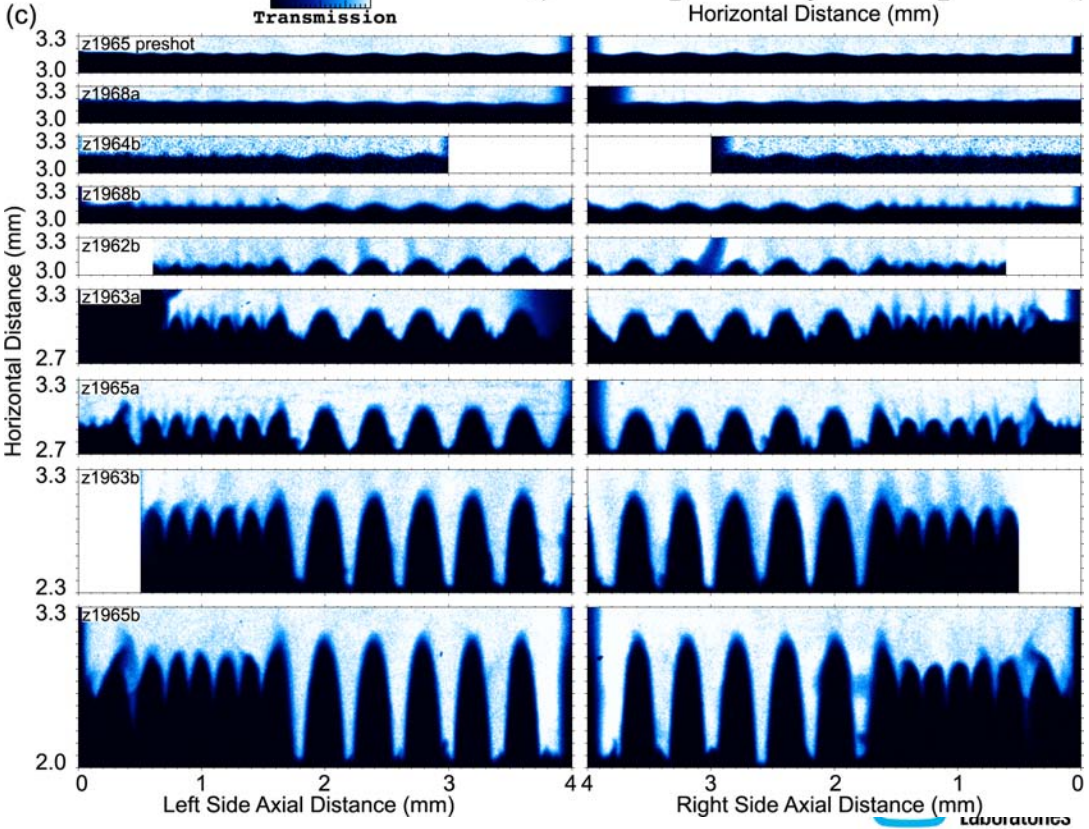 (c)
Transmission
Horizontal Distance (mm)
3.3
z1965 preshot
3.0
3.3
z1968a
3.0
3.3
z1964b
3.0
3.3
z1968b
3.0
3.3
z1962b
3.0
3.3
z1963a
2.7
3.3
z1965a
2.7
3.3
z1963b
2.3
3.3
z1965b
2.0
Horizontal Distance (mm)
0 1 2 3 4 4 3 2 1 0
Left Side Axial Distance (mm)
Right Side Axial Distance (mm)
Laboratories